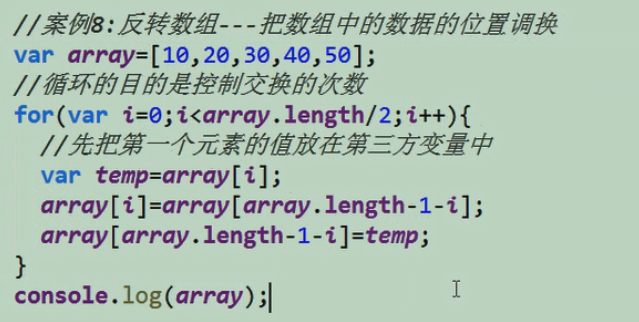 //案例8:反转数组---把数组中的数据的位置调换
var array=[10,20,30,40,50];
//循环的目的是控制交换的次数
for(var i=0;i<array.length/2;i++){
//先把第一个元素的值放在第三方变量中
var temp=array[i];
array[i]=array[array.length-1-i];
array[array.length-1-i]=temp;
}
console.log(array);